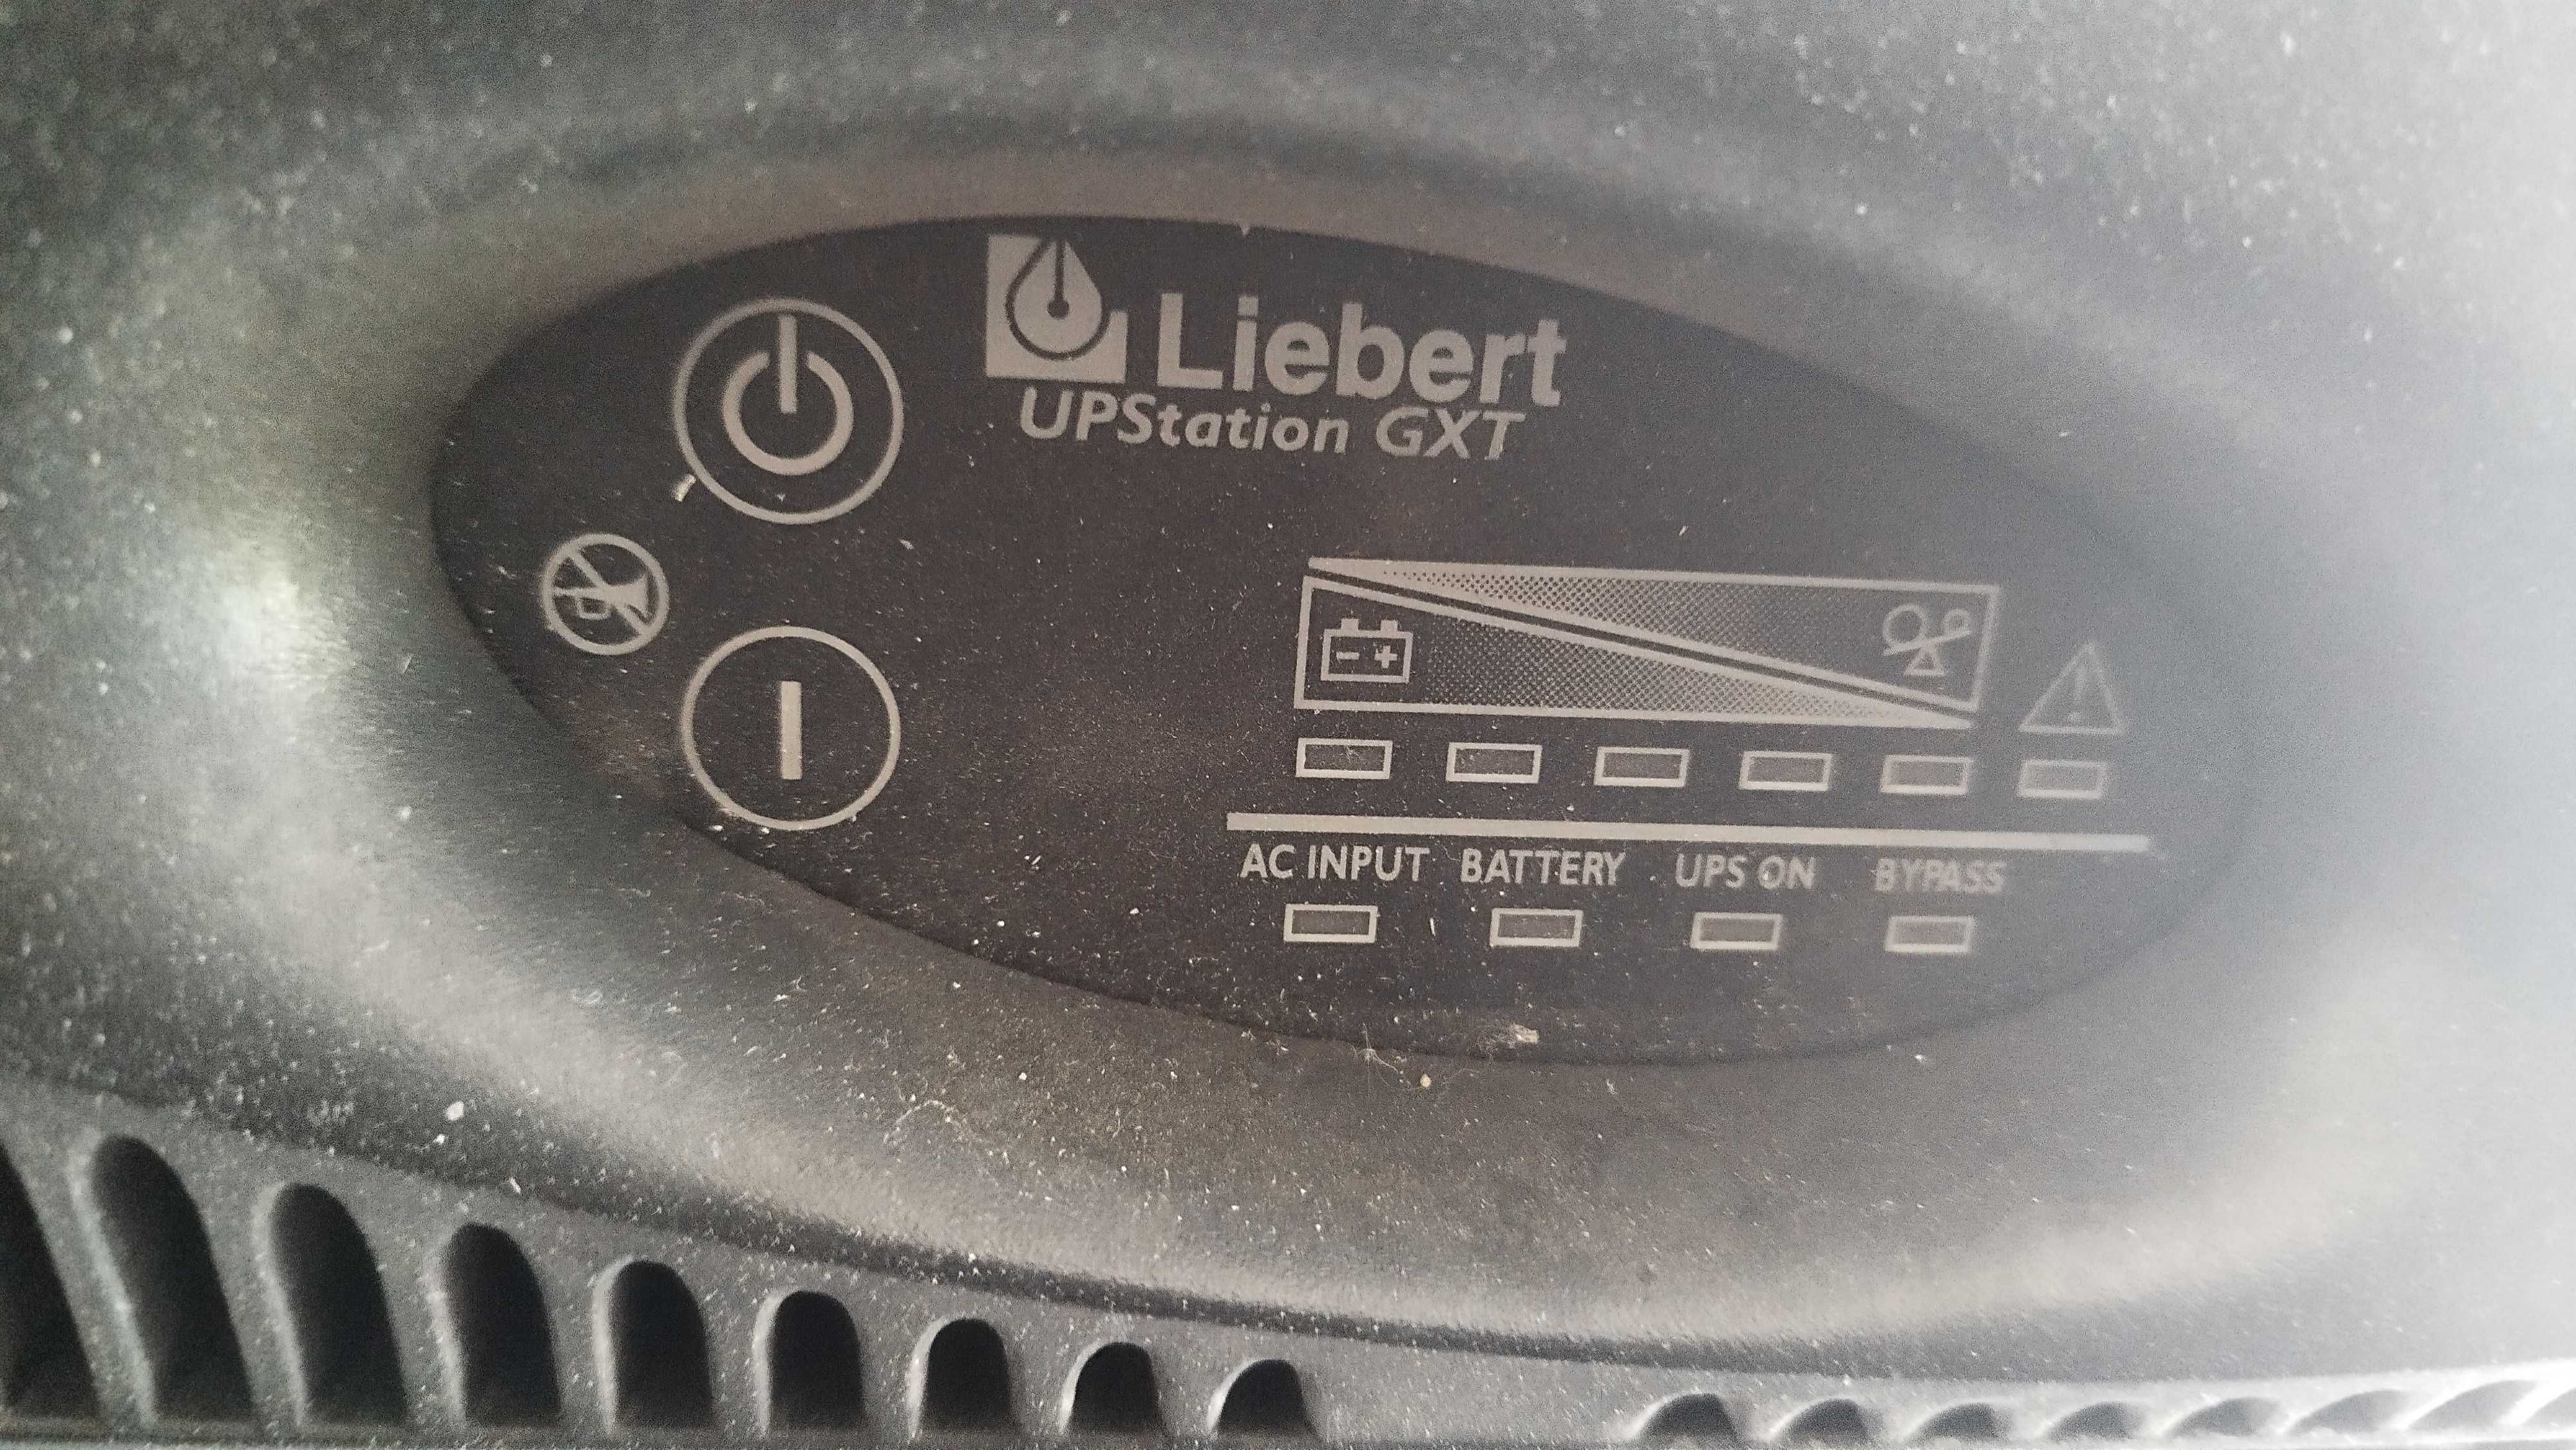 Liebert
UPStation GXT
AC INPUT BATTERY UPS ON BYPASS